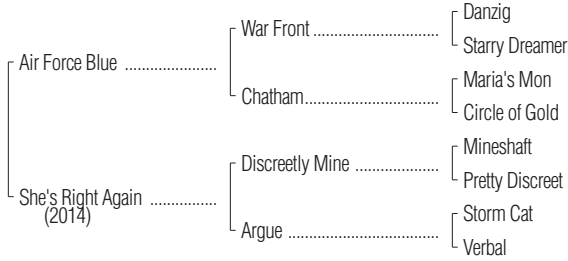 Danzig
War Front
Starry Dreamer
Air Force Blue
Maria's Mon
Chatham
Circle of Gold
Mineshaft
Discreetly Mine
Pretty Discreet
She's Right Again
(2014)
Storm Cat
Argue
Verbal